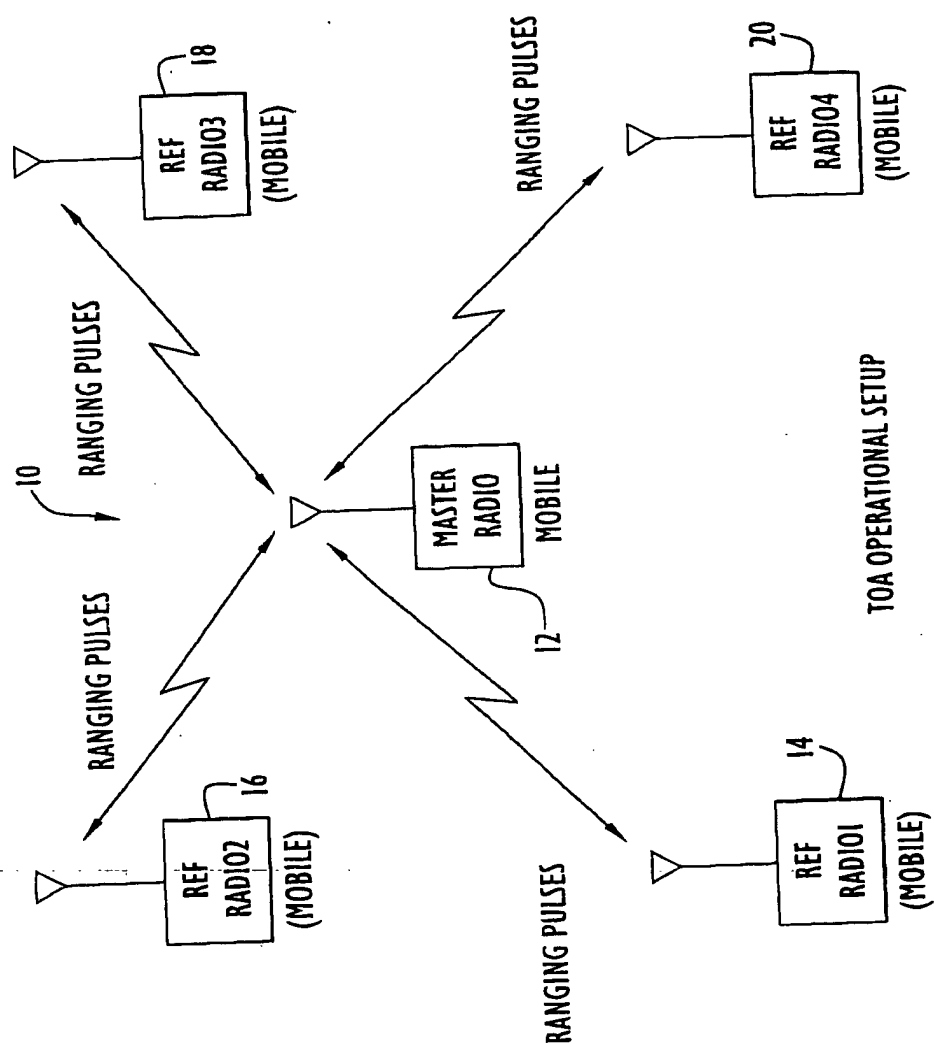 10
RANGING PULSES
RANGING PULSES
REF
RADIO2
(MOBILE)
16
REF
RADIO3
(MOBILE)
18
MASTER
RADIO
MOBILE
12
RANGING PULSES
REF
RADIO1
(MOBILE)
14
RANGING PULSES
REF
RADIO4
(MOBILE)
20
TOA OPERATIONAL SETUP